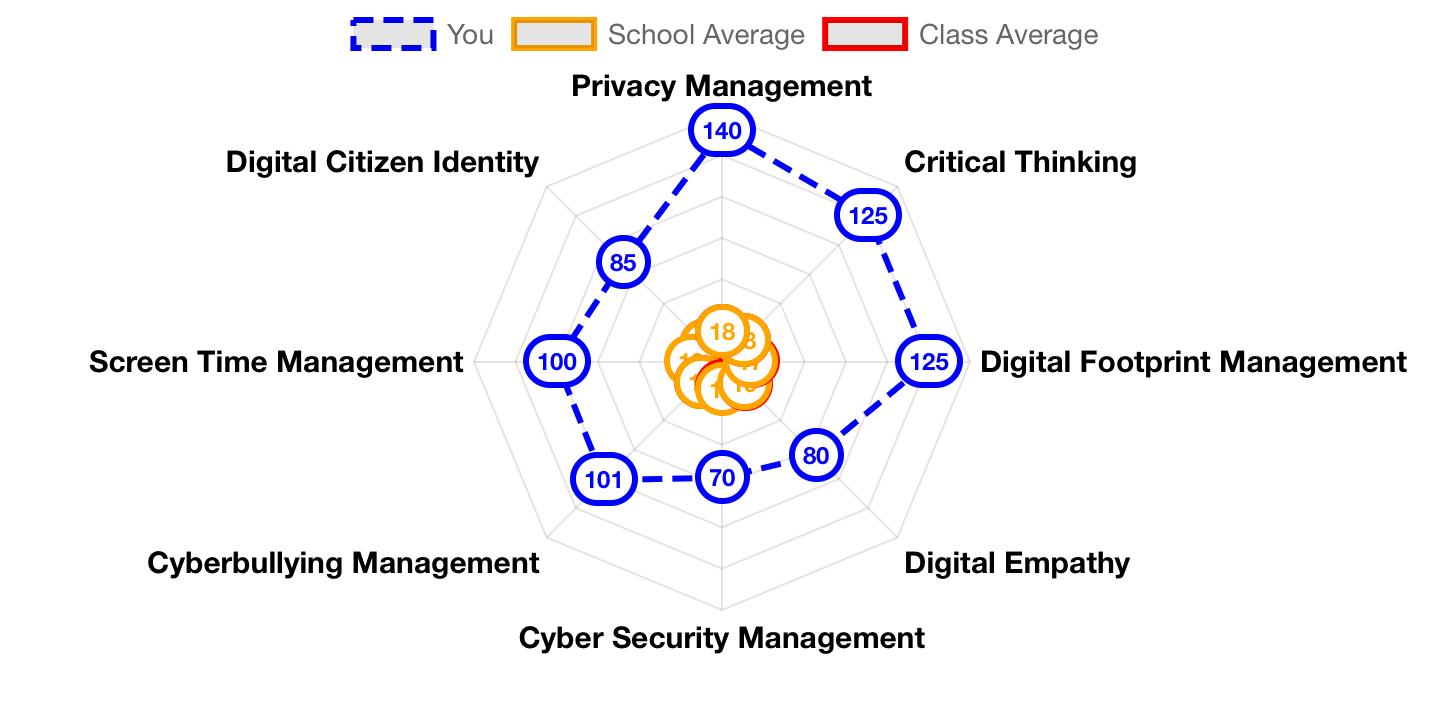 You School Average Class Average
Privacy Management
140
Digital Citizen Identity
Critical Thinking
125
85
18
Screen Time Management
100
125
Digital Footprint Management
80
101
70
Cyberbullying Management
Digital Empathy
Cyber Security Management